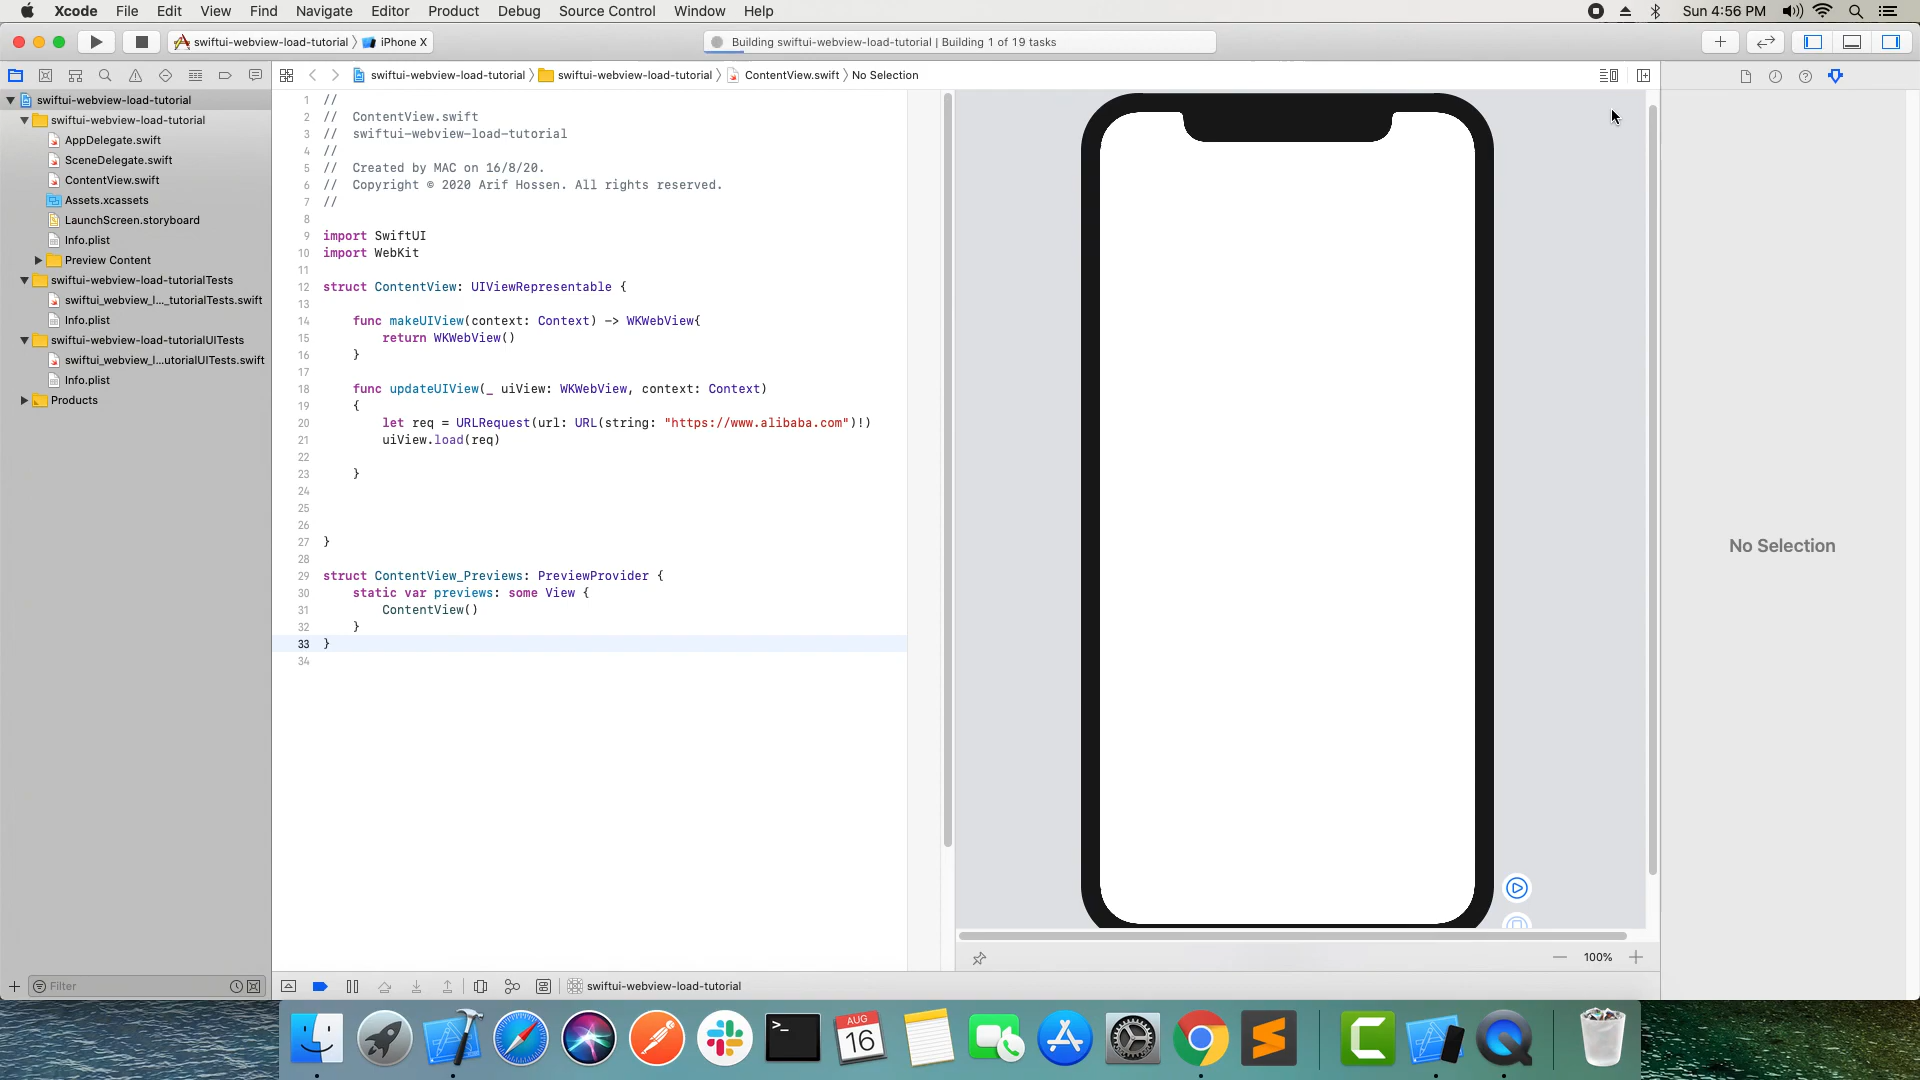 Xcode File Edit View Find Navigate Editor Product Debug Source Control Window Help Sun 4:56 PM
swiftui-webview-load-tutorial iPhone X Building swiftui-webview-load-tutorial | Building 1 of 19 tasks
swiftui-webview-load-tutorial swiftui-webview-load-tutorial ContentView.swift No Selection
swiftui-webview-load-tutorial
swiftui-webview-load-tutorial
AppDelegate.swift
SceneDelegate.swift
ContentView.swift
Assets.xcassets
LaunchScreen.storyboard
Info.plist
Preview Content
swiftui-webview-load-tutorialTests
swiftui_webview_l..._tutorialTests.swift
Info.plist
swiftui-webview-load-tutorialUITests
swiftui_webview_l...utorialUITests.swift
Info.plist
Products
1 //
2 // ContentView.swift
3 // swiftui-webview-load-tutorial
4 //
5 // Created by MAC on 16/8/20.
6 // Copyright © 2020 Arif Hossen. All rights reserved.
7 //
8
9 import SwiftUI
10 import WebKit
11
12 struct ContentView: UIViewRepresentable {
13
14 func makeUIView(context: Context) -> WKWebView{
15 return WKWebView()
16 }
17
18 func updateUIView(_ uiView: WKWebView, context: Context)
19 {
20 let req = URLRequest(url: URL(string: "https://www.alibaba.com")!)
21 uiView.load(req)
22
23 }
24
25
26
27 }
28
29 struct ContentView_Previews: PreviewProvider {
30 static var previews: some View {
31 ContentView()
32 }
33 }
34
No Selection
100%
Filter
swiftui-webview-load-tutorial
AUG
16